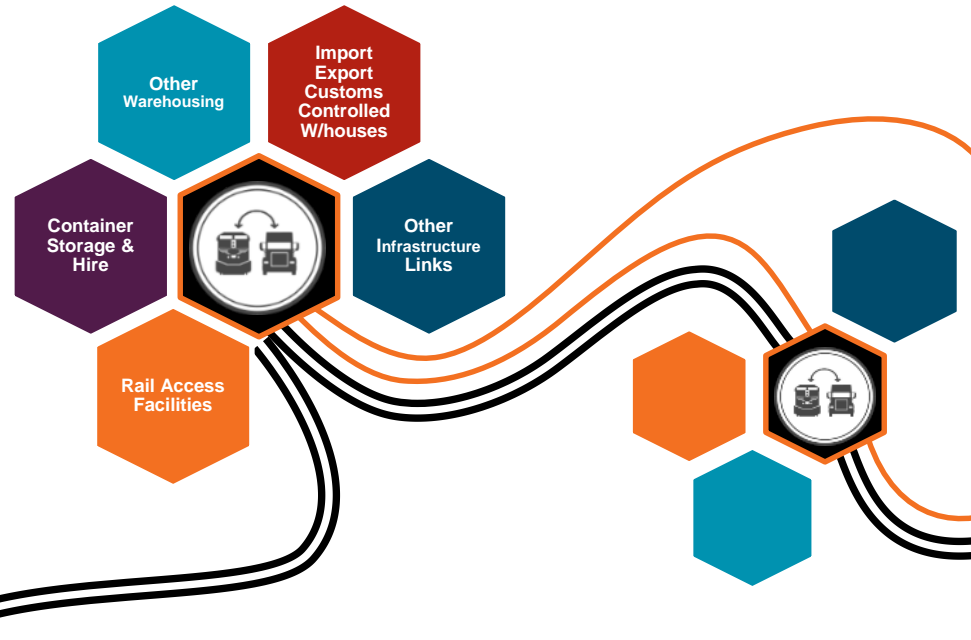 Other
Warehousing
Import
Export
Customs
Controlled
W/houses
Container
Storage &
Hire
Other
Infrastructure
Links
Rail Access
Facilities